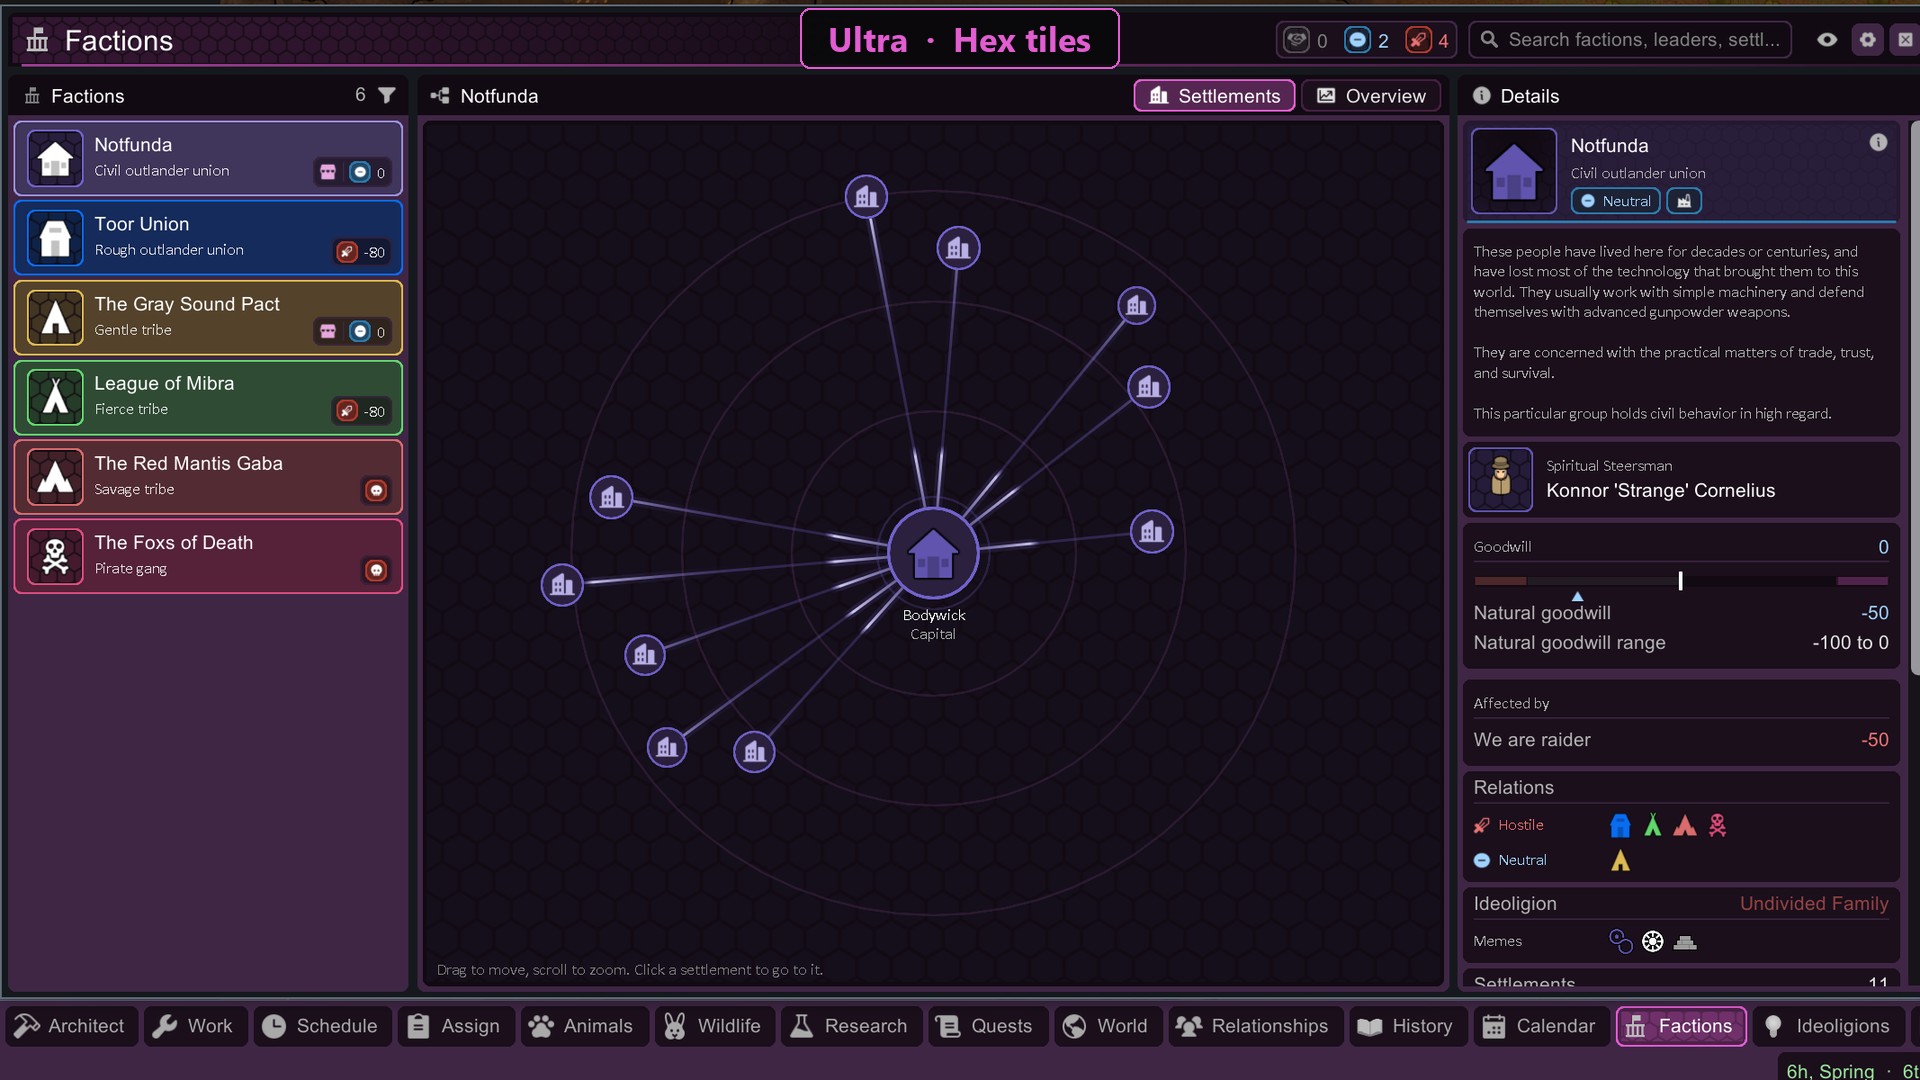 Factions
Ultra · Hex tiles
0
2
4
Search factions, leaders, settl...
Factions
6
Notfunda
Civil outlander union
0
Toor Union
Rough outlander union
-80
The Gray Sound Pact
Gentle tribe
0
League of Mibra
Fierce tribe
-80
The Red Mantis Gaba
Savage tribe
The Foxs of Death
Pirate gang
Notfunda
Settlements
Overview
Bodywick
Capital
Drag to move, scroll to zoom. Click a settlement to go to it.
Details
Notfunda
Civil outlander union
Neutral
These people have lived here for decades or centuries, and
have lost most of the technology that brought them to this
world. They usually work with simple machinery and defend
themselves with advanced gunpowder weapons.
They are concerned with the practical matters of trade, trust,
and survival.
This particular group holds civil behavior in high regard.
Spiritual Steersman
Konnor 'Strange' Cornelius
Goodwill 0
Natural goodwill -50
Natural goodwill range -100 to 0
Affected by
We are raider -50
Relations
Hostile
Neutral
Ideoligion Undivided Family
Memes
Settlements 11
Architect
Work
Schedule
Assign
Animals
Wildlife
Research
Quests
World
Relationships
History
Calendar
Factions
Ideoligions
6h, Spring · 6t